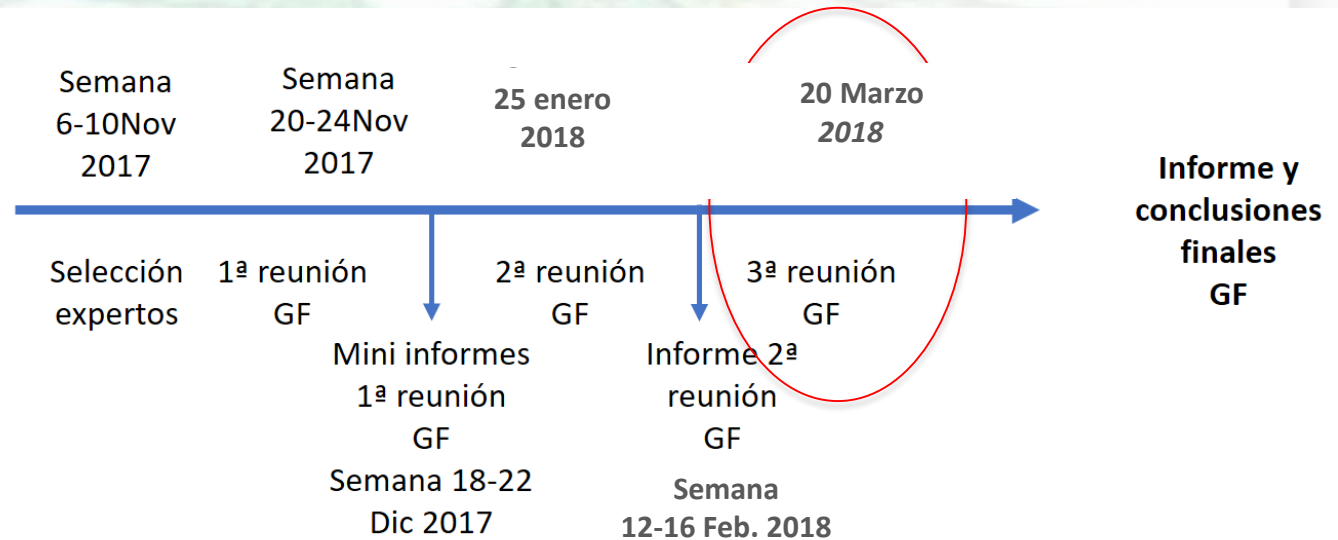 Semana
6-10Nov
2017
Semana
20-24Nov
2017
25 enero
2018
20 Marzo
2018
Selección
expertos
1ª reunión
GF
2ª reunión
GF
3ª reunión
GF
Mini informes
1ª reunión
GF
Semana 18-22
Dic 2017
Informe 2ª
reunión
GF
Semana
12-16 Feb. 2018
Informe y
conclusiones
finales
GF